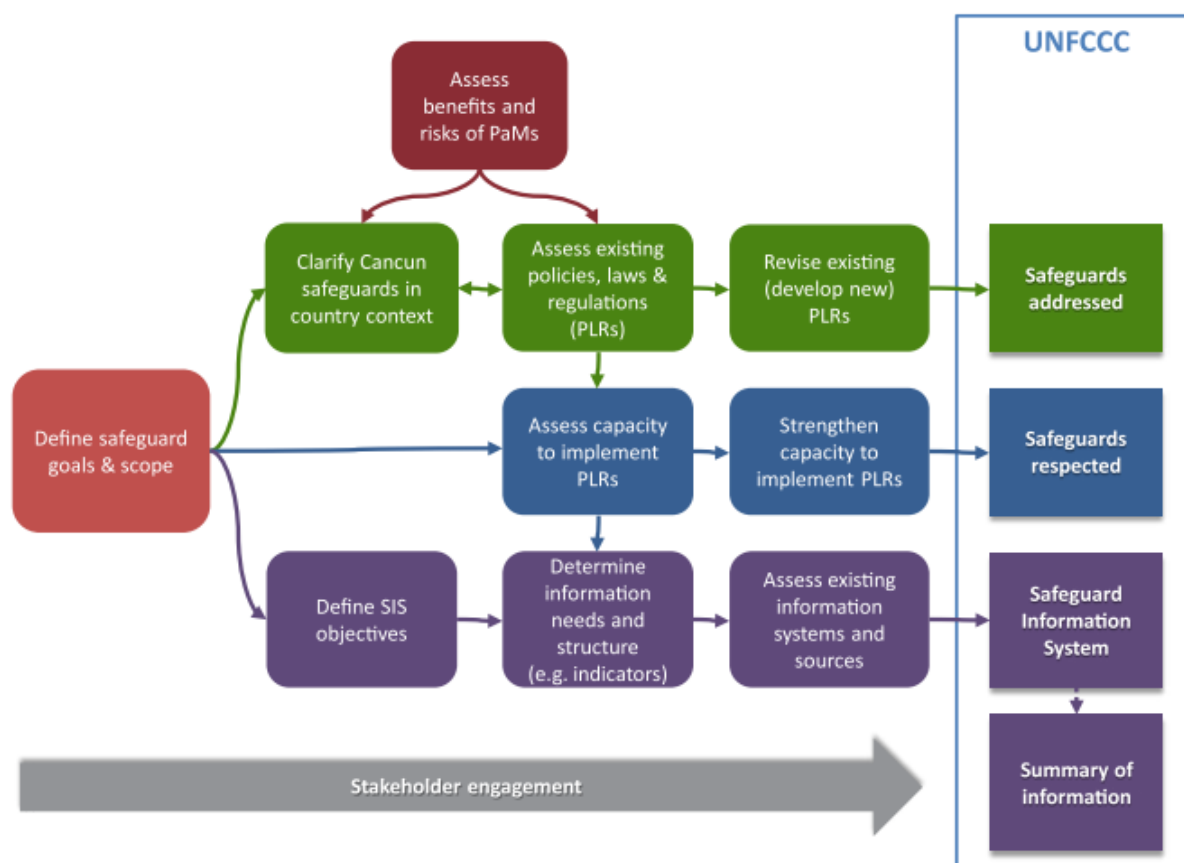 UNFCCC
Assess
benefits and
risks of PaMs
Clarify Cancun
safeguards in
country context
Assess existing
policies, laws &
regulations
(PLRs)
Revise existing
(develop new)
PLRs
Safeguards
addressed
Define safeguard
goals & scope
Assess capacity
to implement
PLRs
Strengthen
capacity to
implement PLRs
Safeguards
respected
Define SIS
objectives
Determine
information
needs and
structure
(e.g. indicators)
Assess existing
information
systems and
sources
Safeguard
Information
System
Stakeholder engagement
Summary of
information